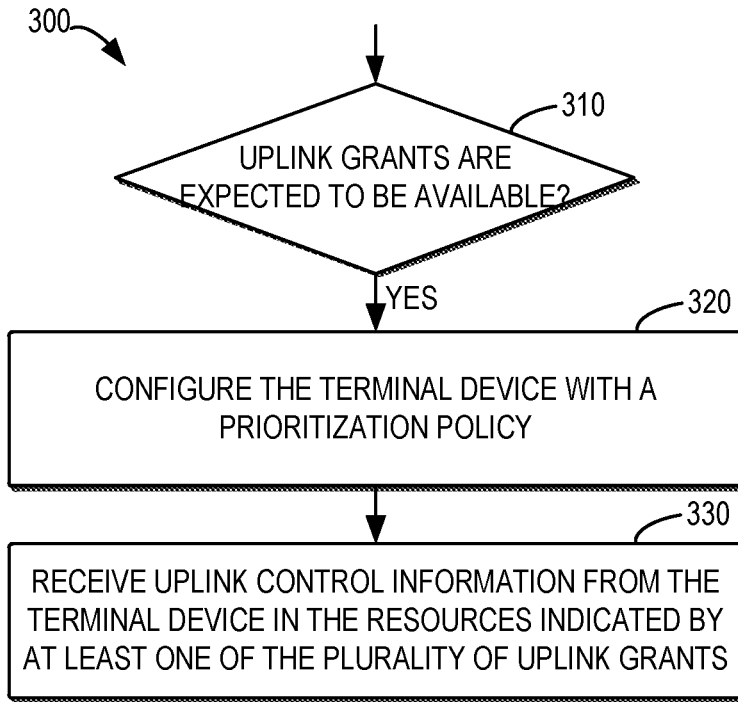 300
310
UPLINK GRANTS ARE
EXPECTED TO BE AVAILABLE?
YES
320
CONFIGURE THE TERMINAL DEVICE WITH A
PRIORITIZATION POLICY
330
RECEIVE UPLINK CONTROL INFORMATION FROM THE
TERMINAL DEVICE IN THE RESOURCES INDICATED BY
AT LEAST ONE OF THE PLURALITY OF UPLINK GRANTS